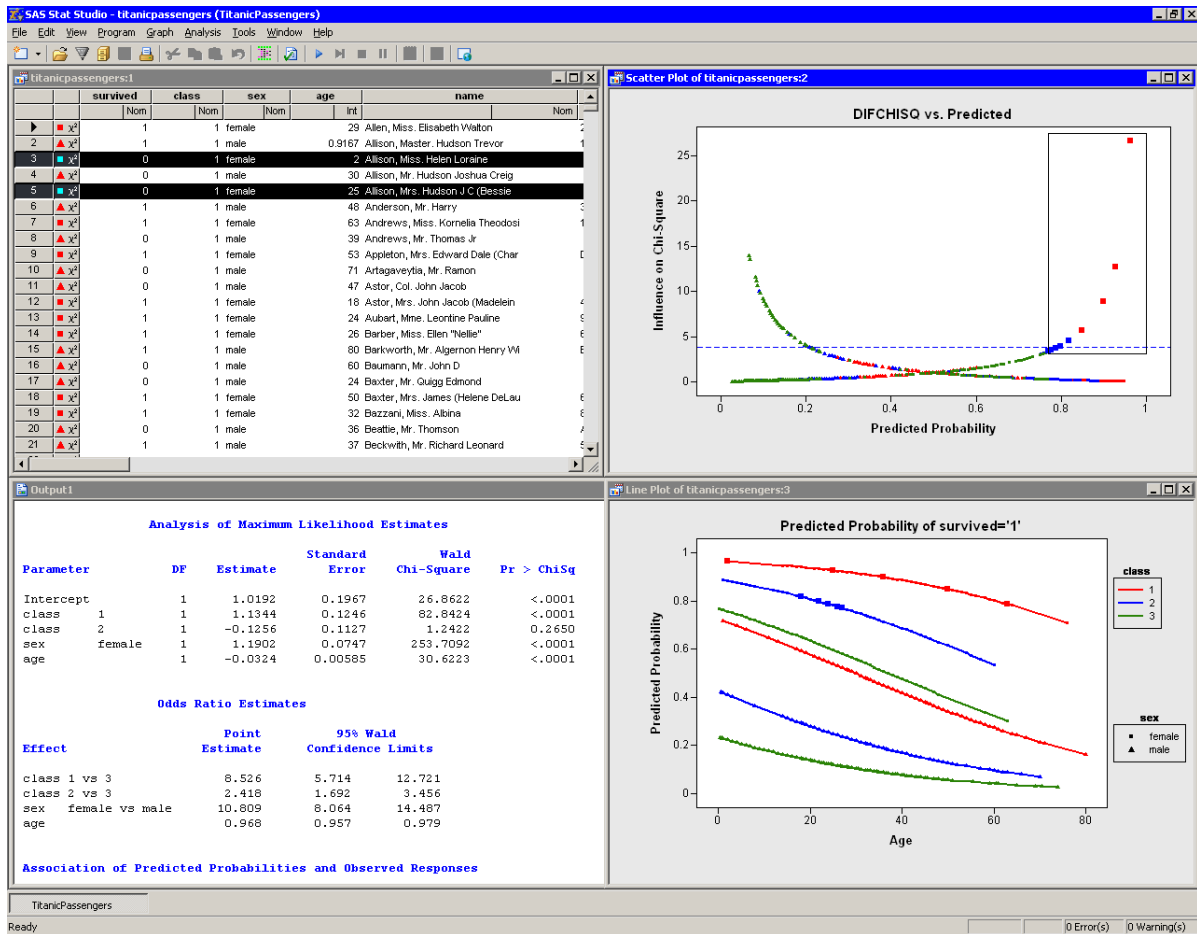 SAS Stat Studio - titanicpassengers (TitanicPassengers)
File Edit View Program Graph Analysis Tools Window Help
titanicpassengers:1
survived class sex age name
Nom Nom Nom Int Nom
χ² 1 1 female 29 Allen, Miss. Elisabeth Walton
2 χ² 1 1 male 0.9167 Allison, Master. Hudson Trevor
3 χ² 0 1 female 2 Allison, Miss. Helen Loraine
4 χ² 0 1 male 30 Allison, Mr. Hudson Joshua Creig
5 χ² 0 1 female 25 Allison, Mrs. Hudson J C (Bessie
6 χ² 1 1 male 48 Anderson, Mr. Harry
7 χ² 1 1 female 63 Andrews, Miss. Kornelia Theodosi
8 χ² 0 1 male 39 Andrews, Mr. Thomas Jr
9 χ² 1 1 female 53 Appleton, Mrs. Edward Dale (Char
10 χ² 0 1 male 71 Artagaveytia, Mr. Ramon
11 χ² 0 1 male 47 Astor, Col. John Jacob
12 χ² 1 1 female 18 Astor, Mrs. John Jacob (Madelein
13 χ² 1 1 female 24 Aubart, Mme. Leontine Pauline
14 χ² 1 1 female 26 Barber, Miss. Ellen "Nellie"
15 χ² 1 1 male 80 Barkworth, Mr. Algernon Henry Wi
16 χ² 0 1 male 60 Baumann, Mr. John D
17 χ² 0 1 male 24 Baxter, Mr. Quigg Edmond
18 χ² 1 1 female 50 Baxter, Mrs. James (Helene DeLau
19 χ² 1 1 female 32 Bazzani, Miss. Albina
20 χ² 0 1 male 36 Beattie, Mr. Thomson
21 χ² 1 1 male 37 Beckwith, Mr. Richard Leonard
Scatter Plot of titanicpassengers:2
DIFCHISQ vs. Predicted
Influence on Chi-Square
25
20
15
10
5
0
0 0.2 0.4 0.6 0.8 1
Predicted Probability
Output1
Analysis of Maximum Likelihood Estimates
Standard Wald
Parameter DF Estimate Error Chi-Square Pr > ChiSq
Intercept 1 1.0192 0.1967 26.8622 <.0001
class 1 1 1.1344 0.1246 82.8424 <.0001
class 2 1 -0.1256 0.1127 1.2422 0.2650
sex female 1 1.1902 0.0747 253.7092 <.0001
age 1 -0.0324 0.00585 30.6223 <.0001
Odds Ratio Estimates
Point 95% Wald
Effect Estimate Confidence Limits
class 1 vs 3 8.526 5.714 12.721
class 2 vs 3 2.418 1.692 3.456
sex female vs male 10.809 8.064 14.487
age 0.968 0.957 0.979
Association of Predicted Probabilities and Observed Responses
Line Plot of titanicpassengers:3
Predicted Probability of survived='1'
Predicted Probability
1
0.8
0.6
0.4
0.2
0
0 20 40 60 80
Age
class
1
2
3
sex
female
male
TitanicPassengers
Ready
0 Error(s) 0 Warning(s)